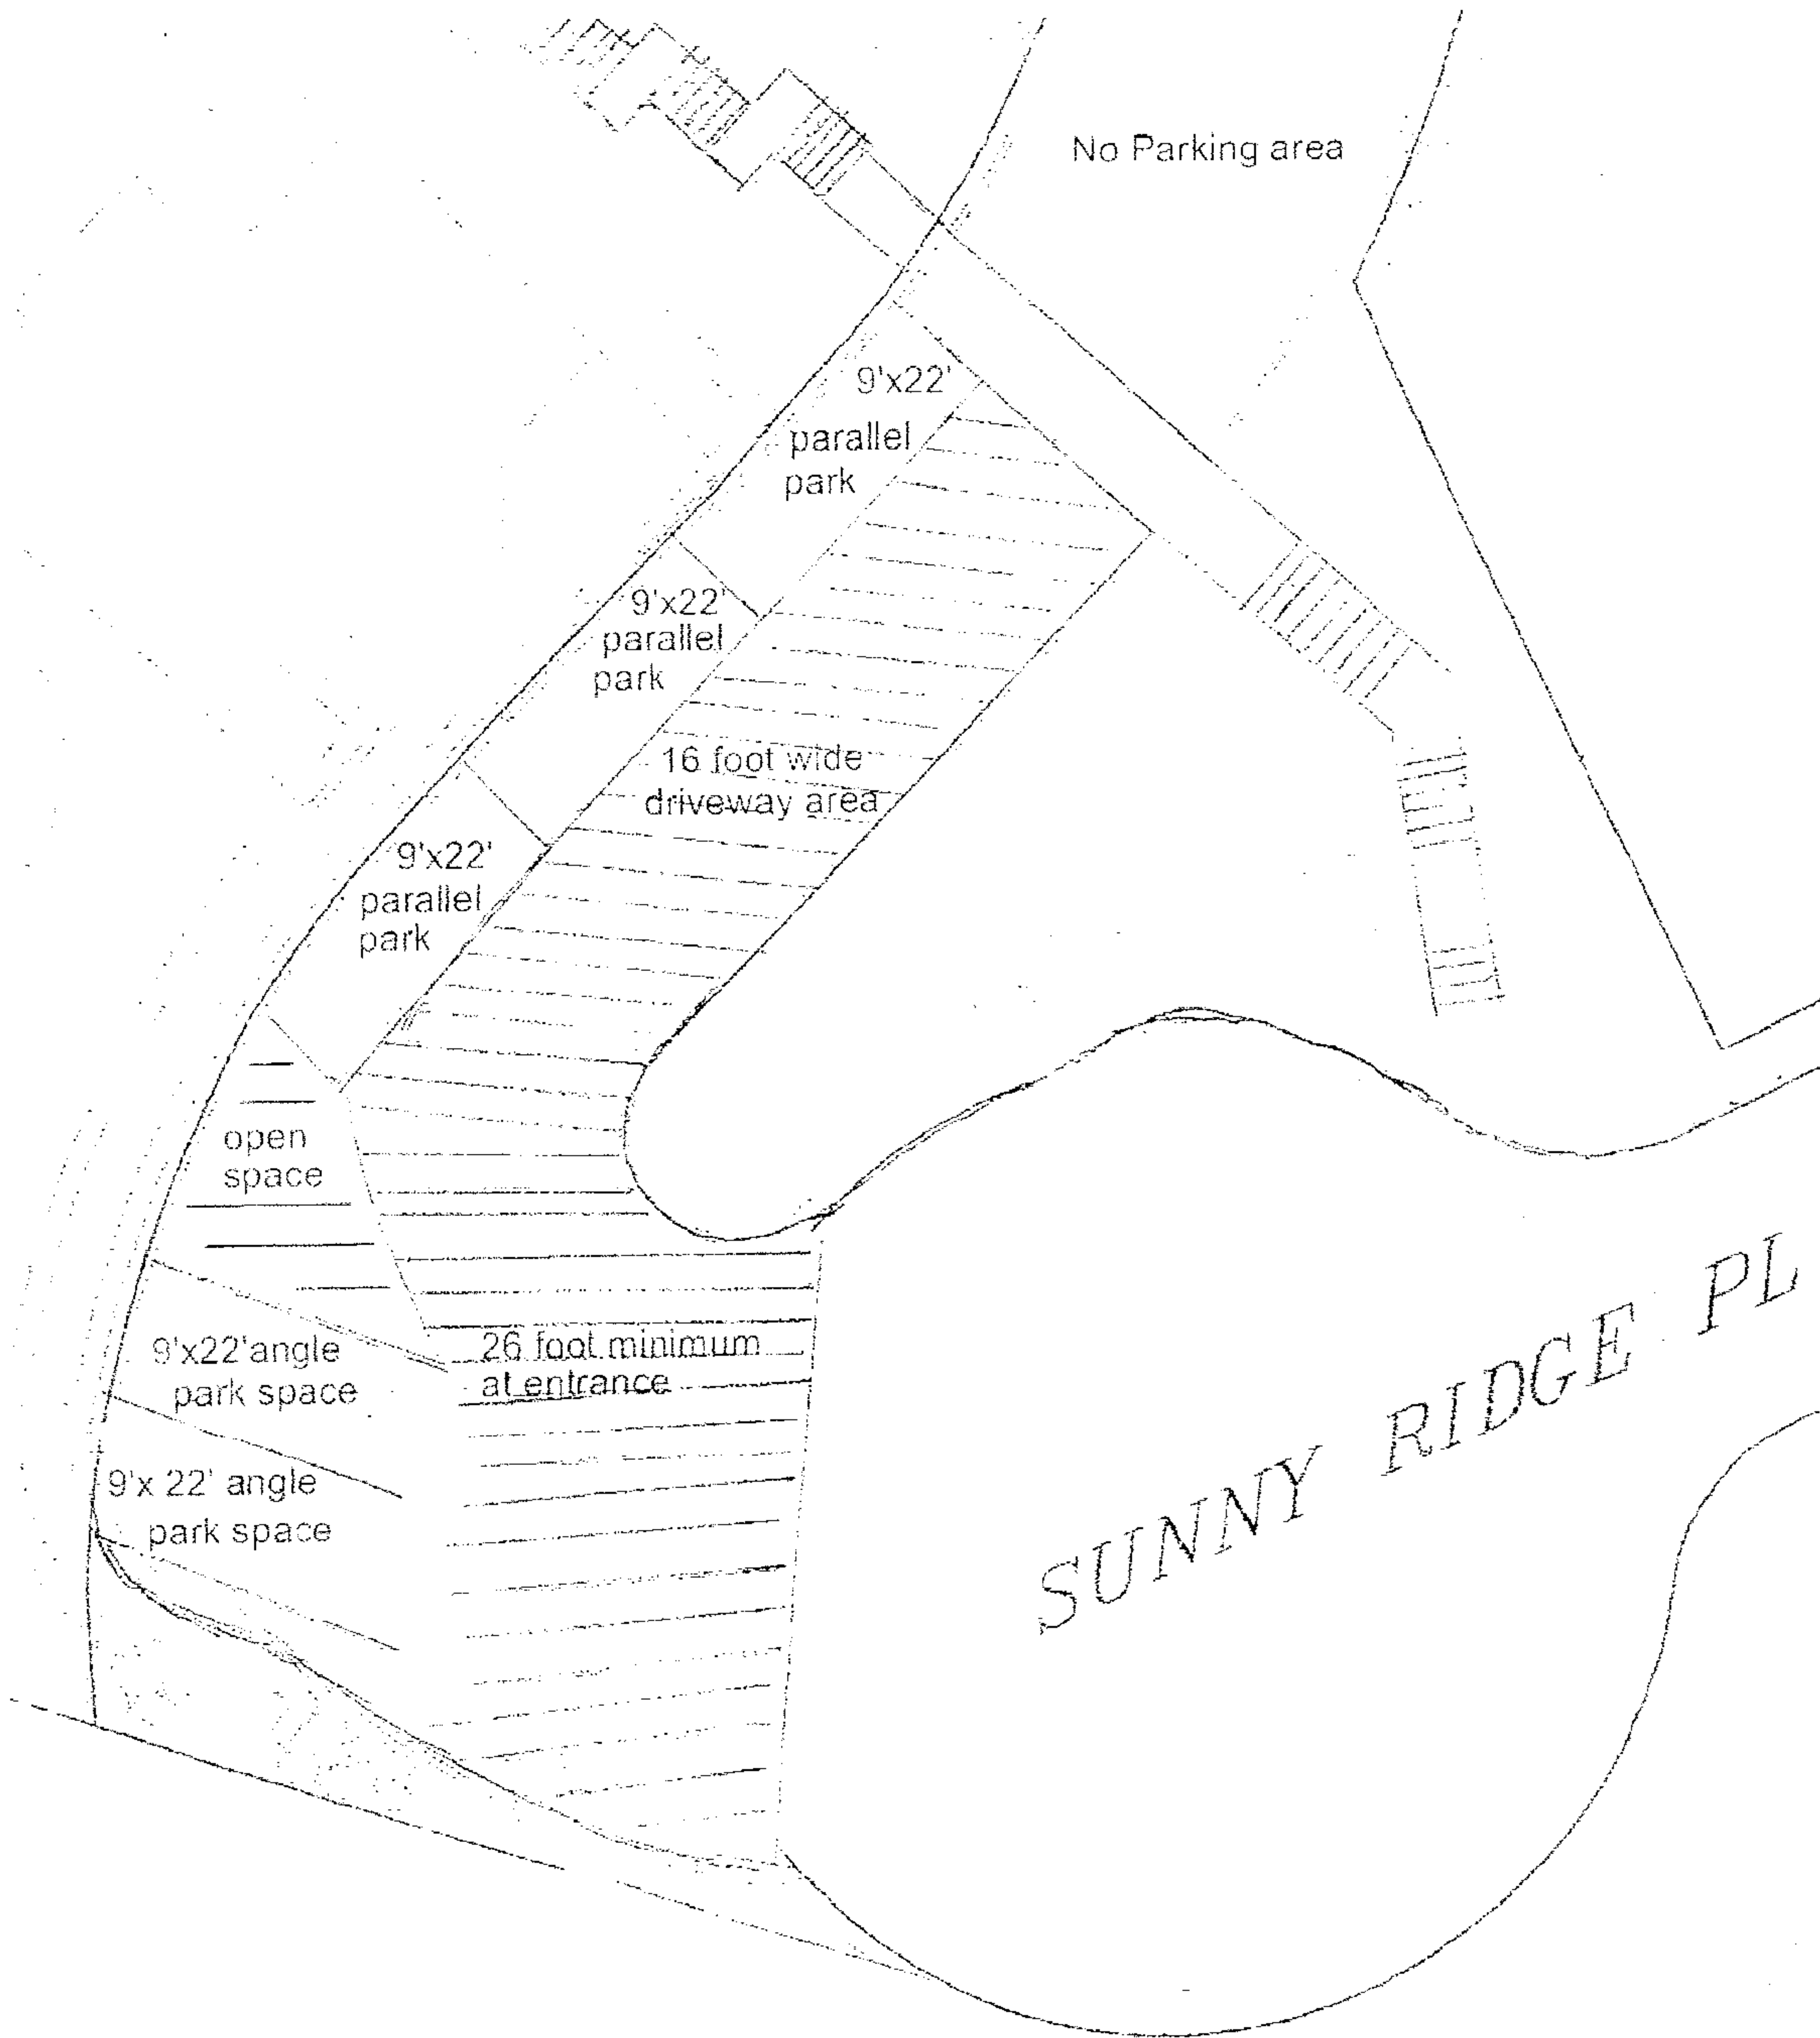 No Parking area
9'x22'
parallel
park
9'x22'
parallel
park
16 foot wide
driveway area
9'x22'
parallel
park
open
space
9'x22'angle
park space
26 foot minimum
at entrance
9'x 22' angle
park space
SUNNY RIDGE PL